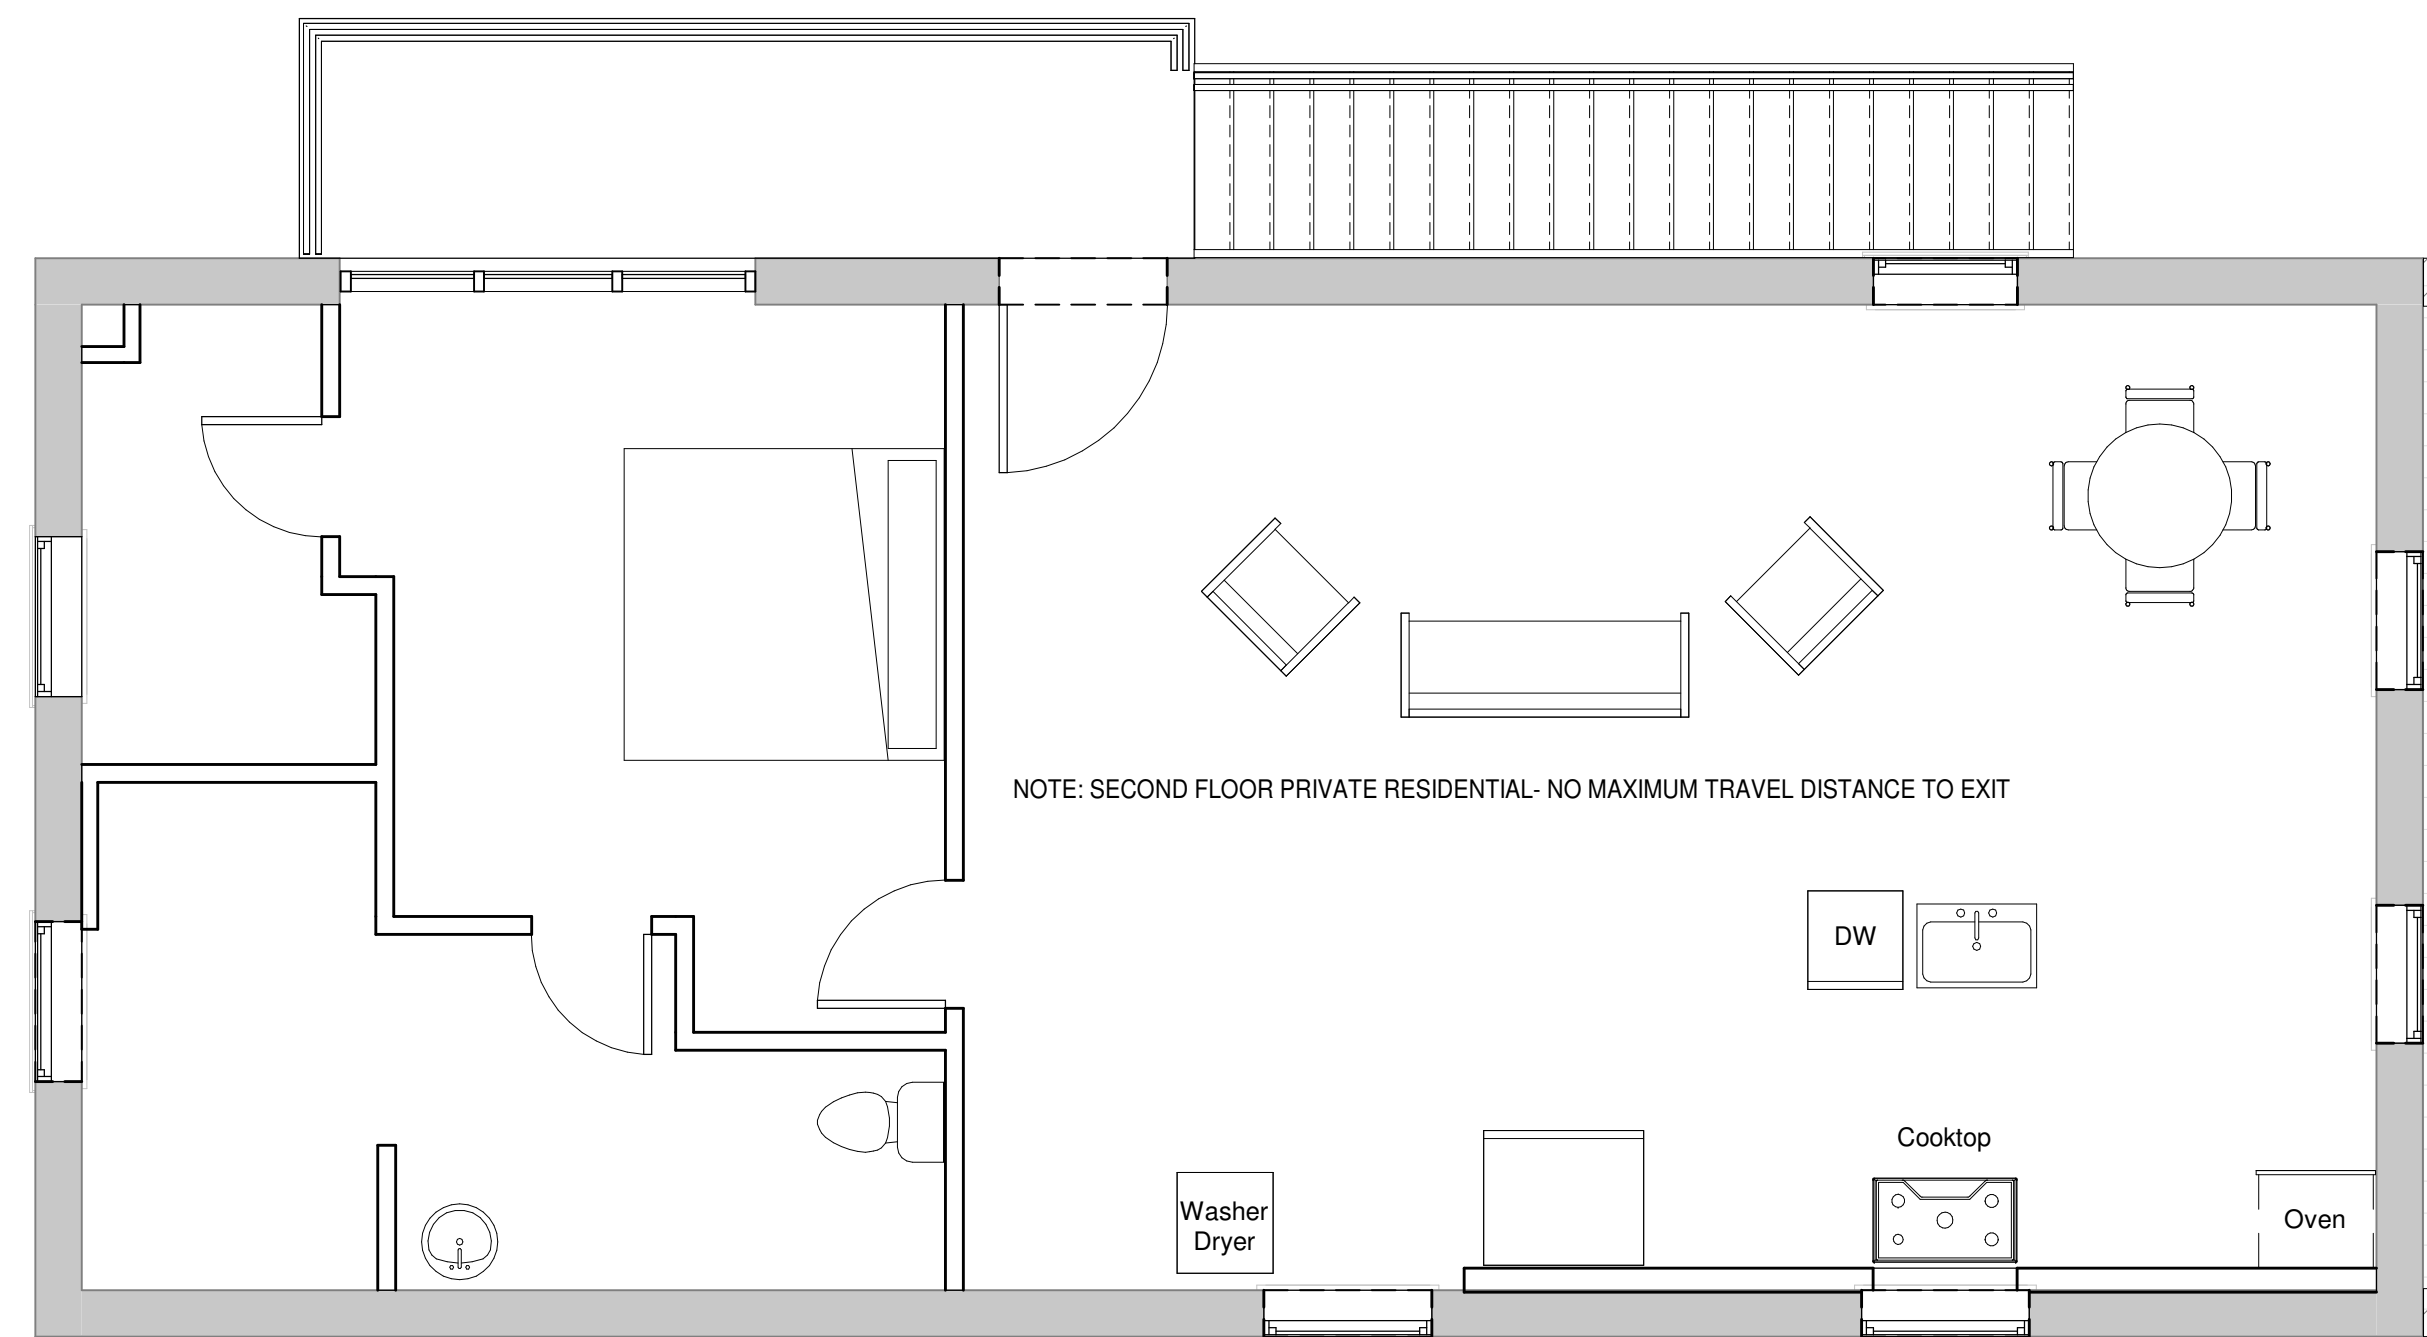 NOTE: SECOND FLOOR PRIVATE RESIDENTIAL- NO MAXIMUM TRAVEL DISTANCE TO EXIT
DW
Cooktop
Washer
Dryer
Oven